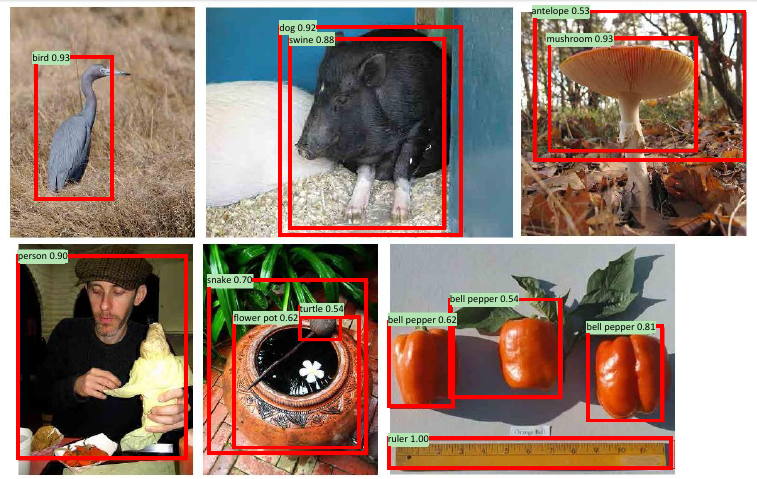 bird 0.93
dog 0.92
swine 0.88
antelope 0.53
mushroom 0.93
person 0.90
snake 0.70
turtle 0.54
flower pot 0.62
bell pepper 0.54
bell pepper 0.62
bell pepper 0.81
Orange Bell
ruler 1.00